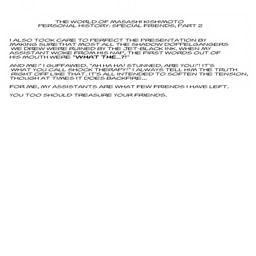 THE WORLD OF MASASHI KISHIMOTO
PERSONAL HISTORY: SPECIAL FRIENDS, PART 2
I ALSO TOOK CARE TO PERFECT THE PRESENTATION BY
MAKING SURETHAT MOST ALL THE SHADOW DOPPELGANGERS
WE DREW WERE RUINED BY THE JET-BLACK INK. WHEN MY
ASSISTANT WOKE FROM HIS NAP, THE FIRST WORDS OUT OF
HIS MOUTH WERE "WHAT THE...?!"
AND ME? I GUFFAWED, "AH HA HA! STUNNED, ARE YOU?! IT'S
WHAT YOU CALL SHOCK THERAPY!" I ALWAYS TELL HIM THE TRUTH
RIGHT OFF LIKE THAT. IT'S ALL INTENDED TO SOFTEN THE TENSION,
THOUGH AT TIMES IT DOES BACKFIRE...
FOR ME, MY ASSISTANTS ARE WHAT FEW FRIENDS I HAVE LEFT.
YOU TOO SHOULD TREASURE YOUR FRIENDS.